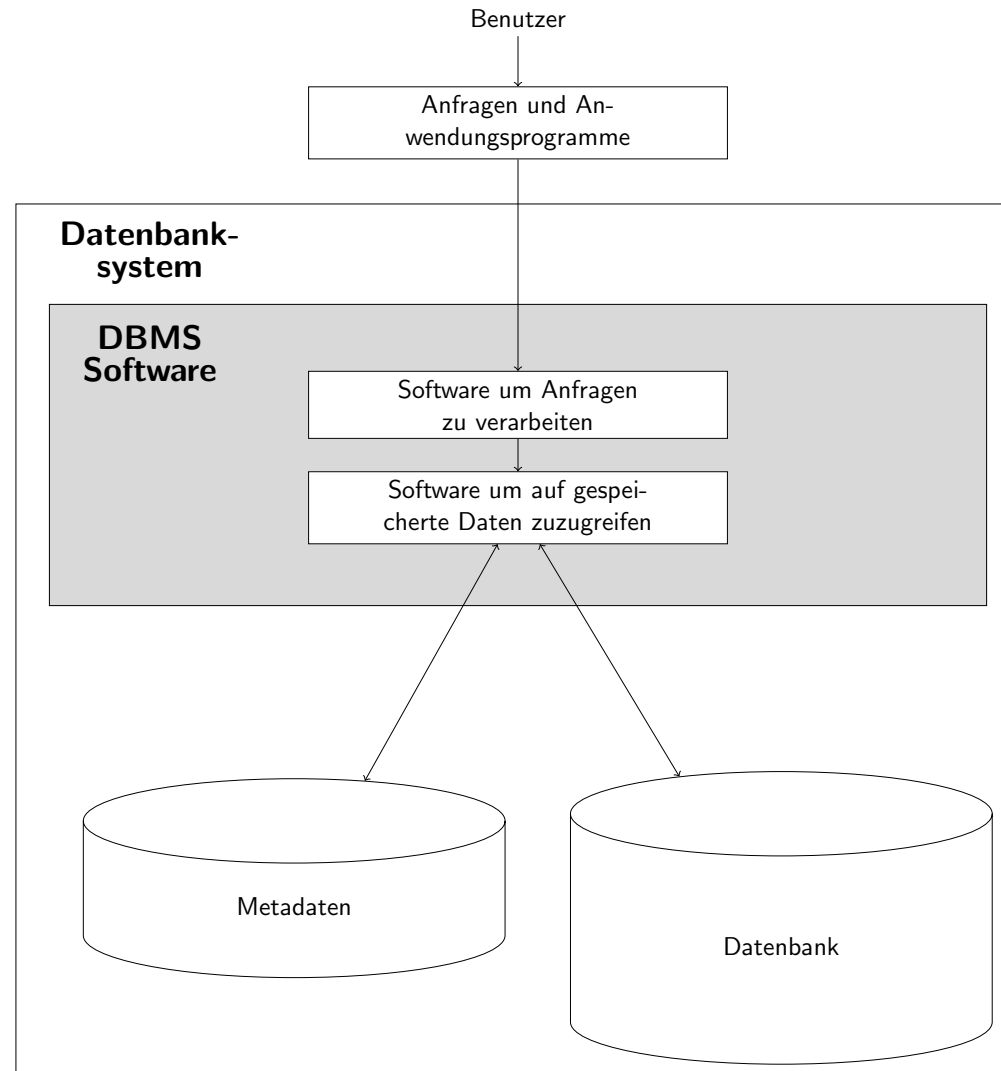 Benutzer
Anfragen und An-
wendungsprogramme
Datenbank-
system
DBMS
Software
Software um Anfragen
zu verarbeiten
Software um auf gespei-
cherte Daten zuzugreifen
Metadaten
Datenbank